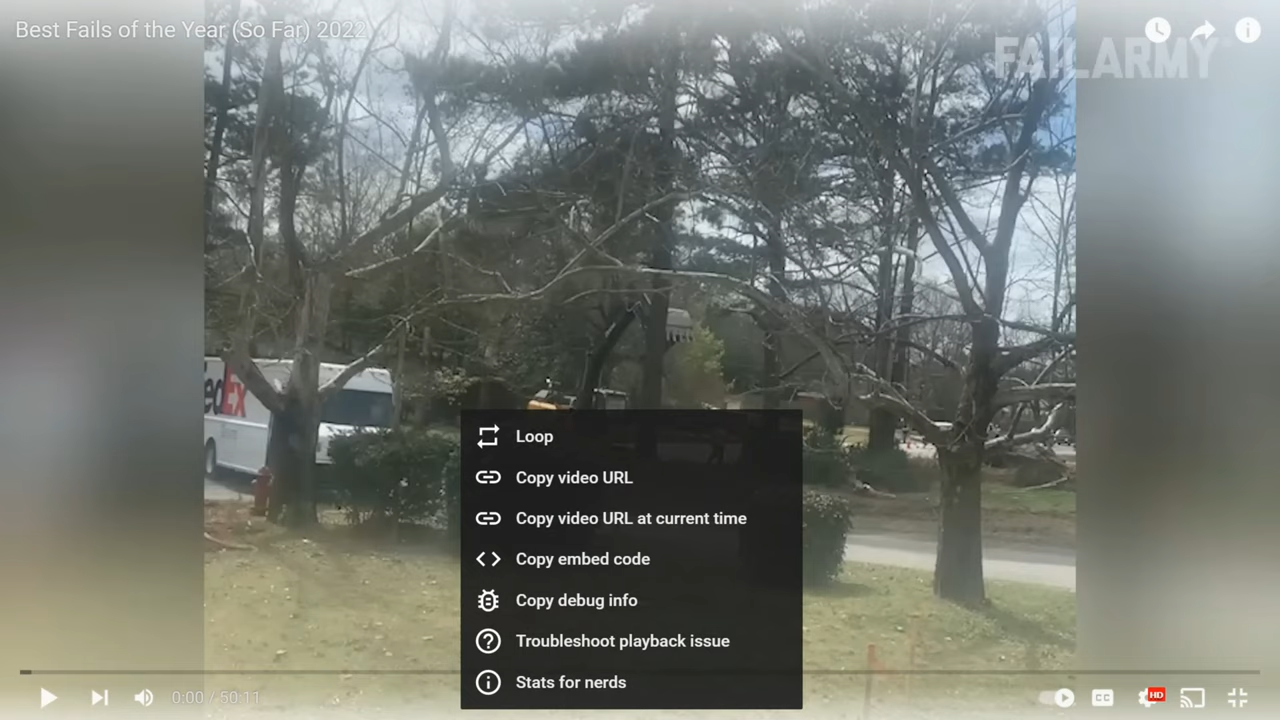 Best Fails of the Year (So Far) 2022
FAILARMY
edEx
Loop
Copy video URL
Copy video URL at current time
Copy embed code
Copy debug info
Troubleshoot playback issue
Stats for nerds
0:00 / 50:11
CC
HD